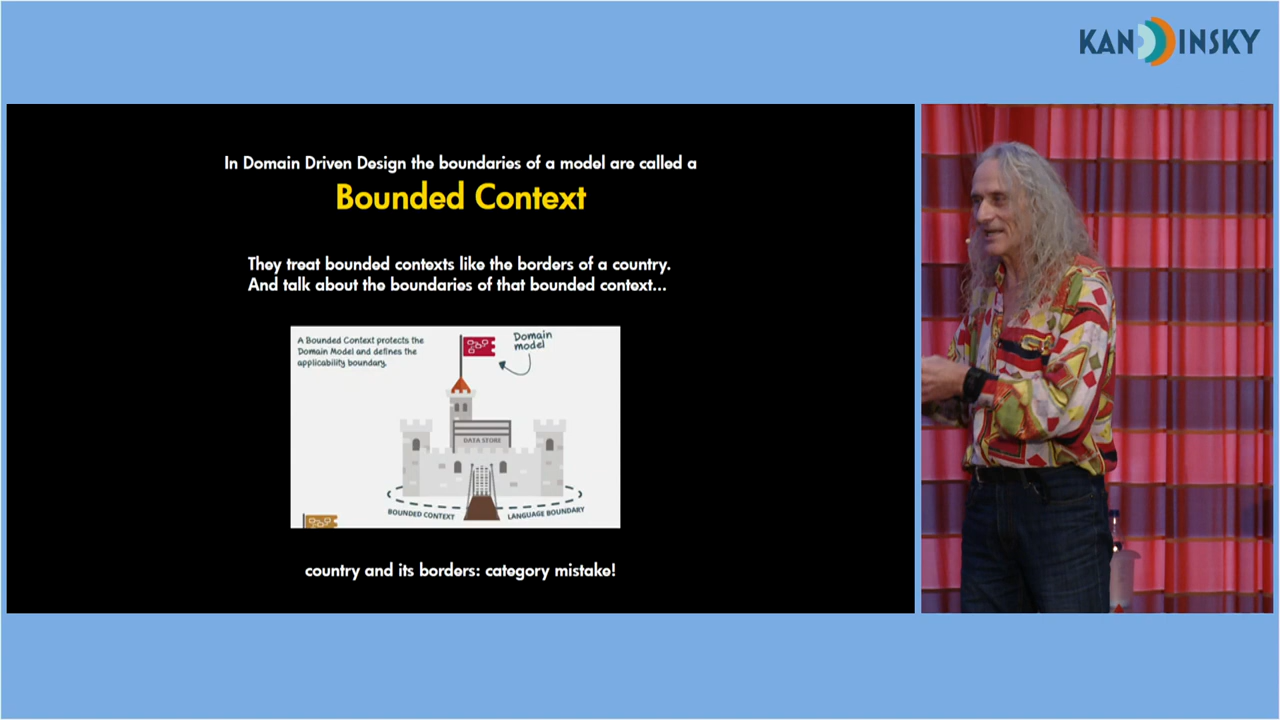 KANDDINSKY
In Domain Driven Design the boundaries of a model are called a
Bounded Context
They treat bounded contexts like the borders of a country.
And talk about the boundaries of that bounded context...
A Bounded Context protects the
Domain Model and defines the
applicability boundary.
Domain
model
DATA STORE
BOUNDED CONTEXT
LANGUAGE BOUNDARY
country and its borders: category mistake!